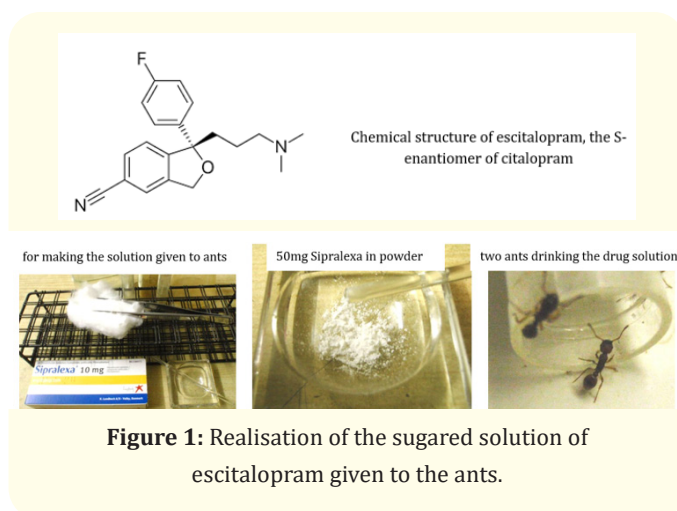 F
N
O
N
Chemical structure of escitalopram, the S-
enantiomer of citalopram
for making the solution given to ants
50mg Sipralexa in powder
two ants drinking the drug solution
Sipralexa 10 mg
Figure 1: Realisation of the sugared solution of
escitalopram given to the ants.